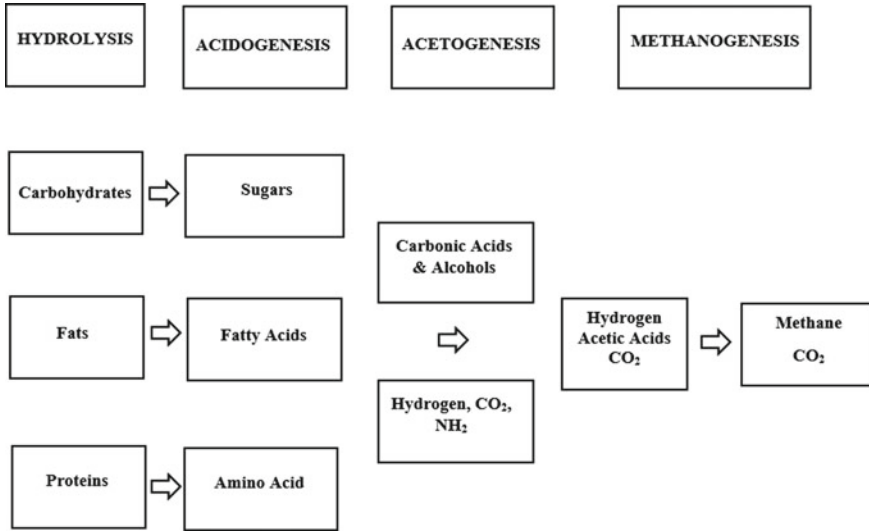 HYDROLYSIS
ACIDOGENESIS
ACETOGENESIS
METHANOGENESIS
Carbohydrates
Sugars
Carbonic Acids
& Alcohols
Fats
Fatty Acids
Hydrogen
Acetic Acids
CO₂
Methane
CO₂
Hydrogen, CO₂,
NH₂
Proteins
Amino Acid